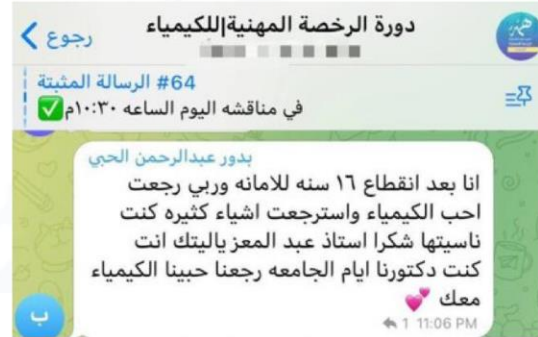 دورة الرخصة المهنية|للكيمياء
رجوع
الرسالة المثبتة #64
في مناقشه اليوم الساعه ١٠:٣٠م✅
بدور عبدالرحمن الحبي
انا بعد انقطاع ١٦ سنه للامانه وربي رجعت
احب الكيمياء واسترجعت اشياء كثيره كنت
ناسيتها شكرا استاذ عبد المعز ياليتك انت
كنت دكتورنا ايام الجامعه رجعنا حبينا الكيمياء
معك 💕
1 11:06 PM
ب